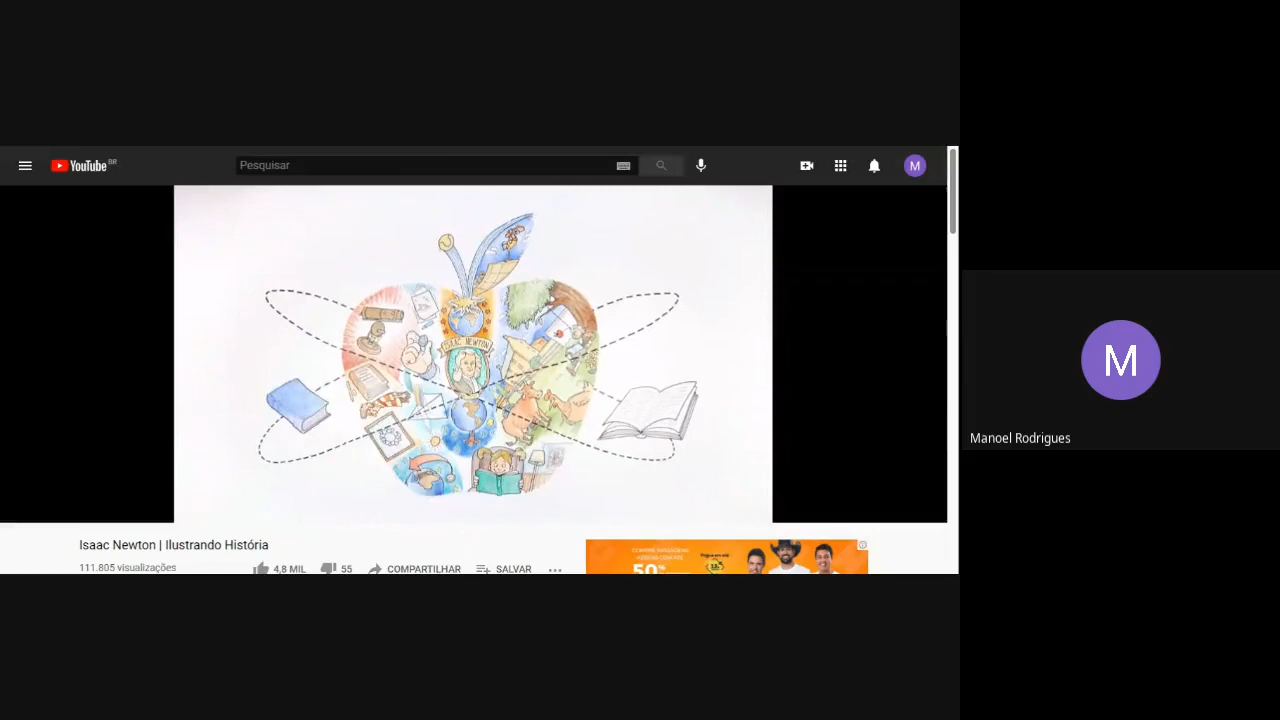 YouTube BR
Pesquisar
M
ISAAC NEWTON
M
Manoel Rodrigues
Isaac Newton | Ilustrando História
111.805 visualizações
4,8 MIL
55
COMPARTILHAR
SALVAR
50%